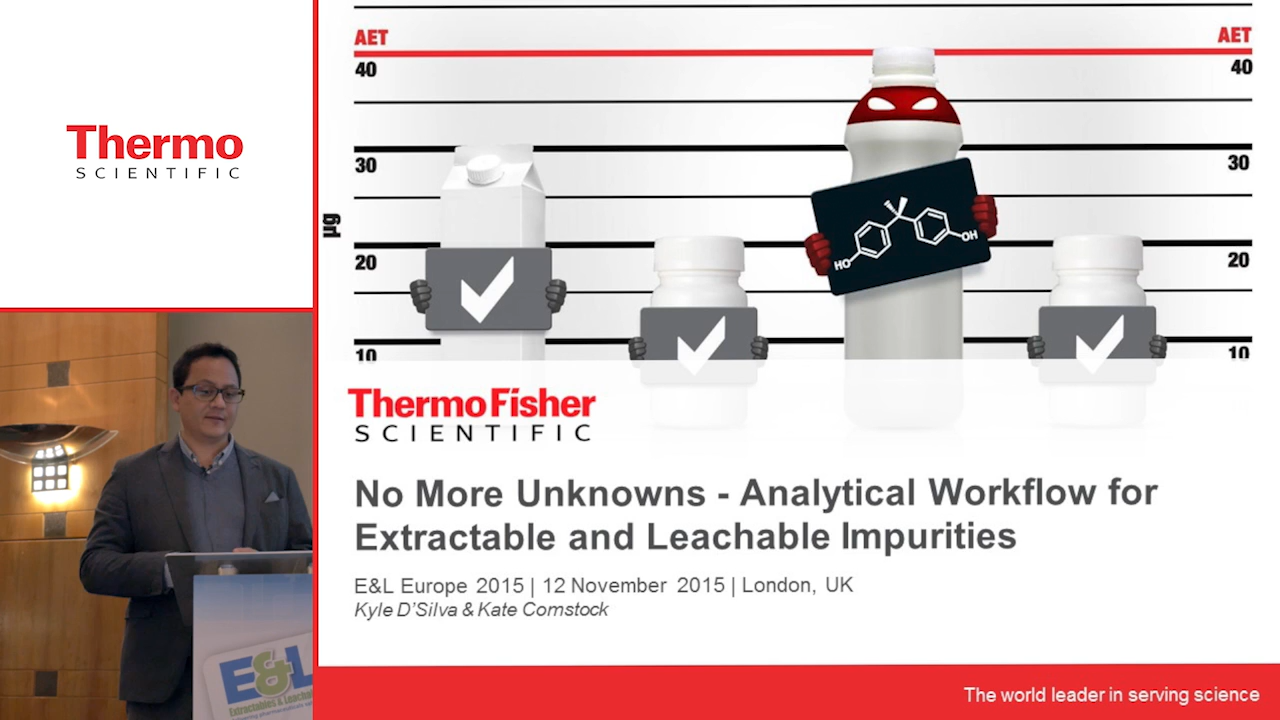 Thermo
SCIENTIFIC
AET
AET
40
40
30
30
µg
20
20
10
10
HO
OH
ThermoFisher
SCIENTIFIC
No More Unknowns - Analytical Workflow for
Extractable and Leachable Impurities
E&L Europe 2015 | 12 November 2015 | London, UK
Kyle D'Silva & Kate Comstock
E&L
Extractables & Leacha
The world leader in serving science